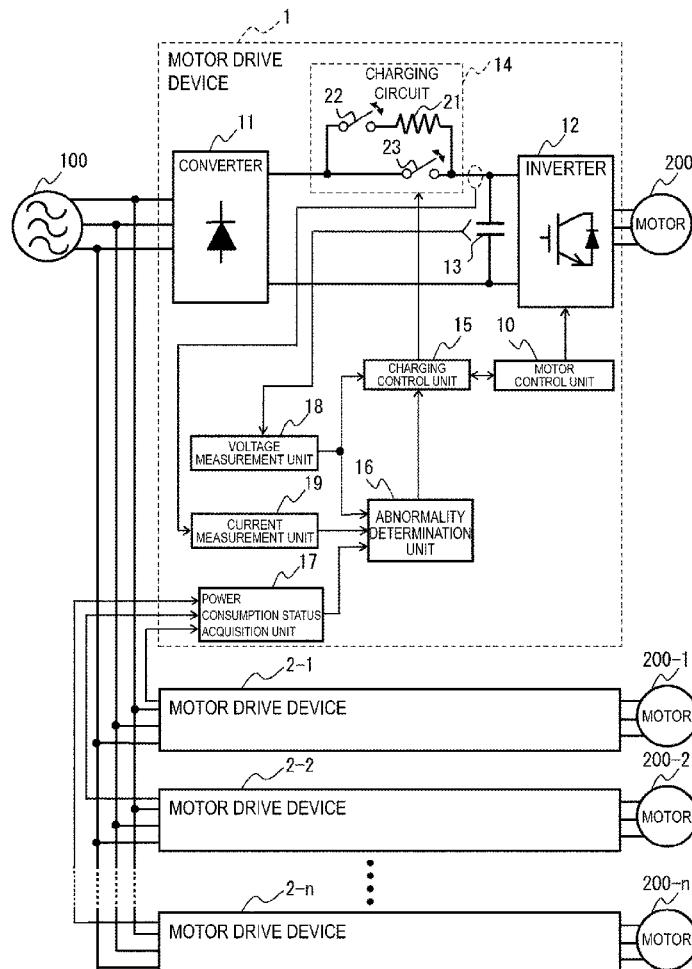 1
MOTOR DRIVE
DEVICE
14
CHARGING
CIRCUIT
22
21
11
23
12
100
CONVERTER
INVERTER
200
MOTOR
13
15
10
CHARGING
CONTROL UNIT
MOTOR
CONTROL UNIT
18
VOLTAGE
MEASUREMENT UNIT
16
19
CURRENT
MEASUREMENT UNIT
ABNORMALITY
DETERMINATION
UNIT
17
POWER
CONSUMPTION STATUS
ACQUISITION UNIT
2-1
200-1
MOTOR DRIVE DEVICE
MOTOR
2-2
200-2
MOTOR DRIVE DEVICE
MOTOR
2-n
200-n
MOTOR DRIVE DEVICE
MOTOR